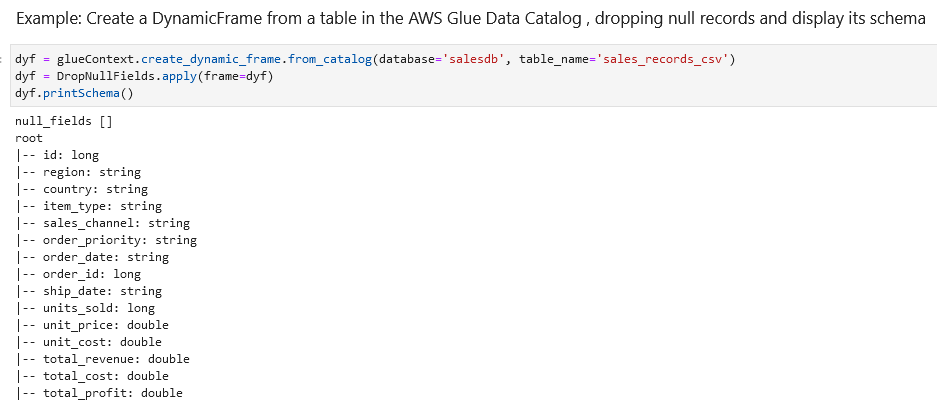 Example: Create a DynamicFrame from a table in the AWS Glue Data Catalog , dropping null records and display its schema
dyf = glueContext.create_dynamic_frame.from_catalog(database='salesdb', table_name='sales_records_csv')
dyf = DropNullFields.apply(frame=dyf)
dyf.printSchema()
null_fields []
root
|-- id: long
|-- region: string
|-- country: string
|-- item_type: string
|-- sales_channel: string
|-- order_priority: string
|-- order_date: string
|-- order_id: long
|-- ship_date: string
|-- units_sold: long
|-- unit_price: double
|-- unit_cost: double
|-- total_revenue: double
|-- total_cost: double
|-- total_profit: double